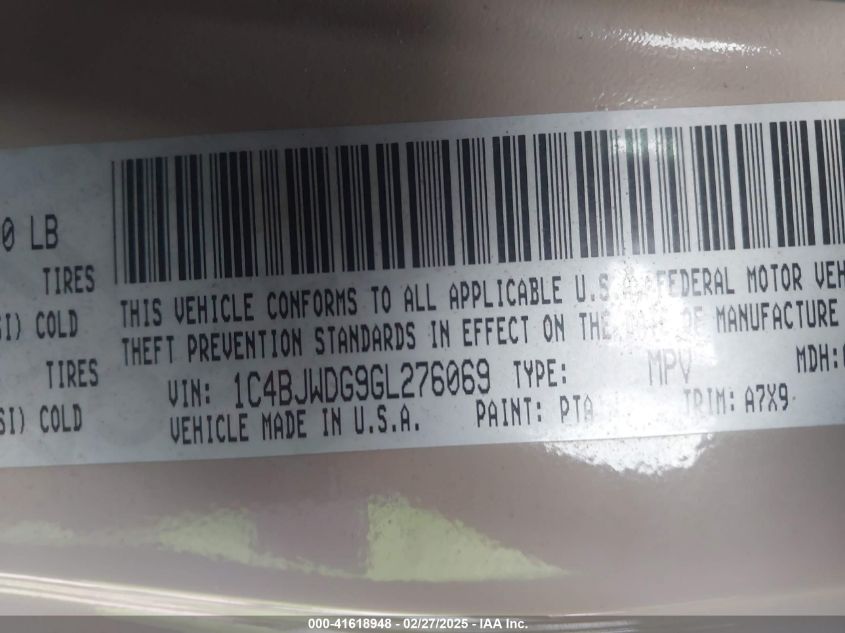 0 LB
TIRES
SI) COLD
TIRES
SI) COLD
THIS VEHICLE CONFORMS TO ALL APPLICABLE U.S.A. FEDERAL MOTOR VEH
THEFT PREVENTION STANDARDS IN EFFECT ON THE DATE OF MANUFACTURE
VIN: 1C4BJWDG9GL276069 TYPE: MPV MDH:
VEHICLE MADE IN U.S.A. PAINT: PTA TRIM: A7X9
000-41618948 - 02/27/2025 - IAA Inc.